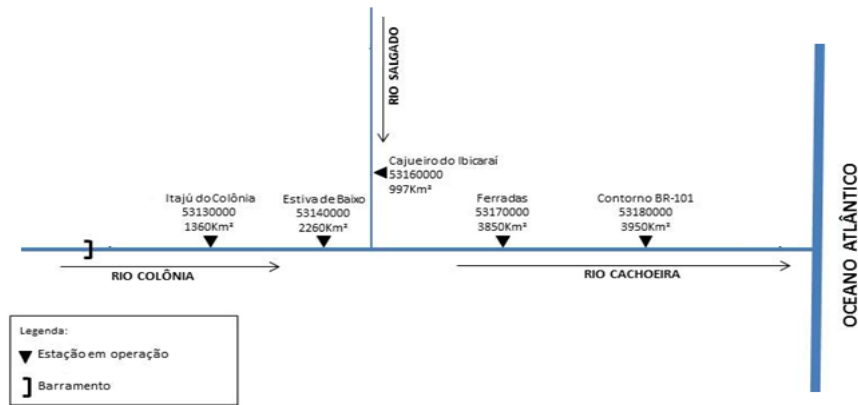 RIO SALGADO
Cajueiro do Ibicaraí
53160000
997Km²
Itajú do Colônia
53130000
1360Km²
Estiva de Baixo
53140000
2260Km²
Ferradas
53170000
3850Km²
Contorno BR-101
53180000
3950Km²
RIO COLÔNIA
RIO CACHOEIRA
OCEANO ATLÂNTICO
Legenda:
Estação em operação
Barramento